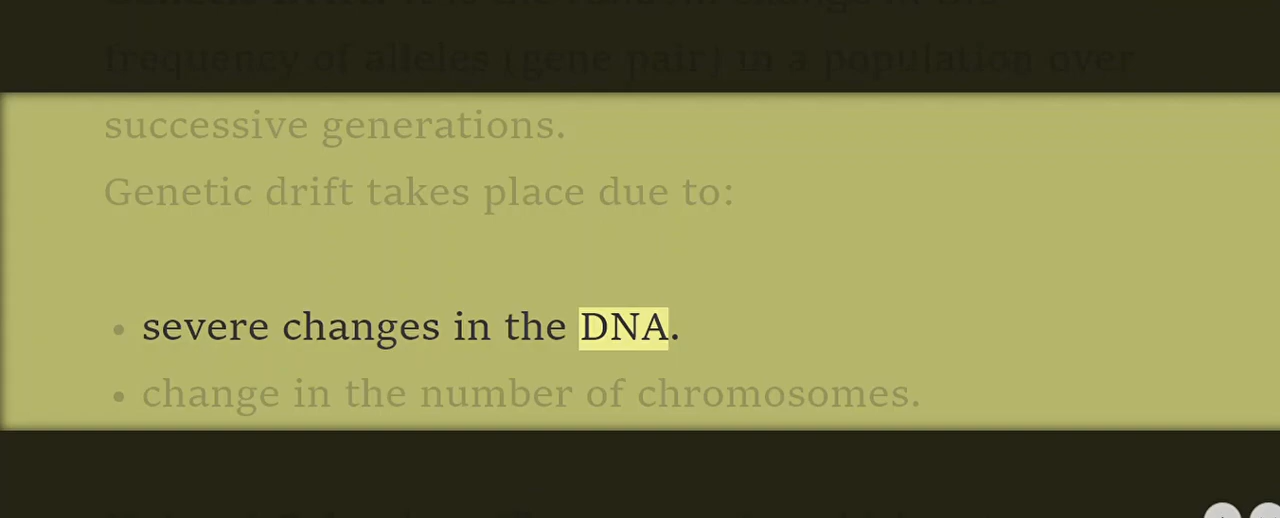 frequency of alleles (gene pair) in a population over
successive generations.
Genetic drift takes place due to:
• severe changes in the DNA.
• change in the number of chromosomes.